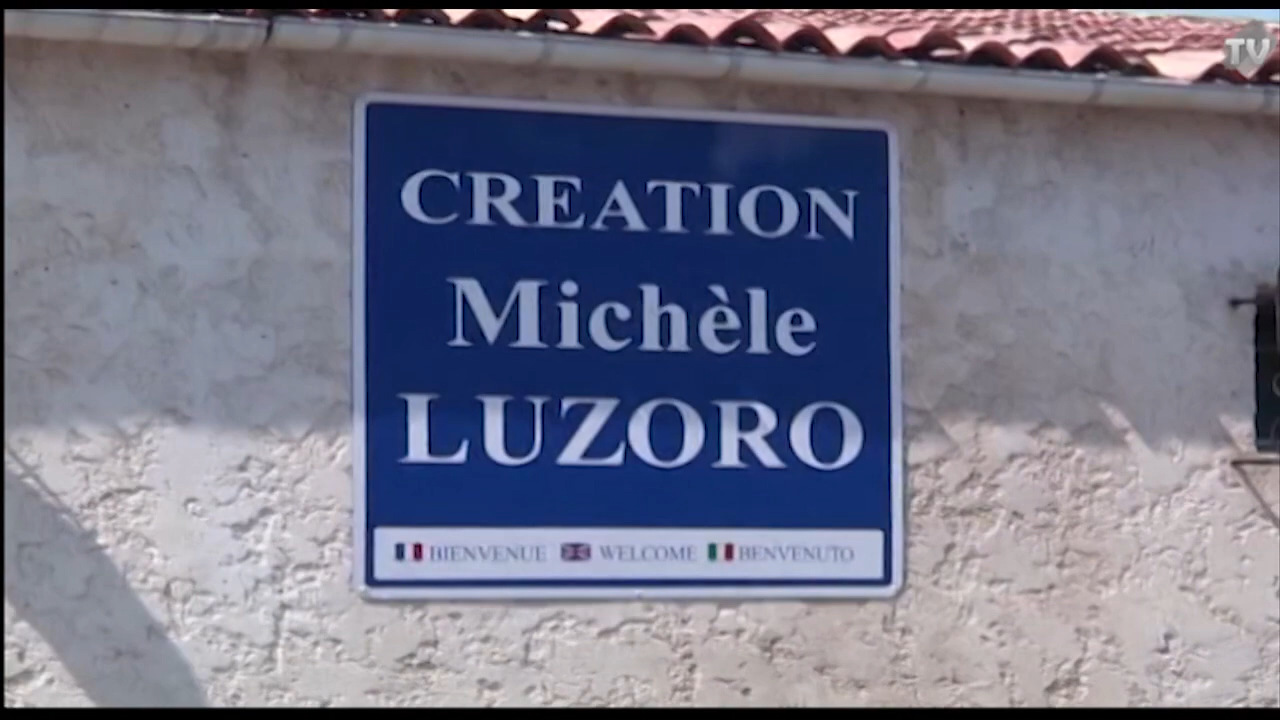 TV
CREATION
Michèle
LUZORO
BIENVENUE WELCOME BENVENUTO